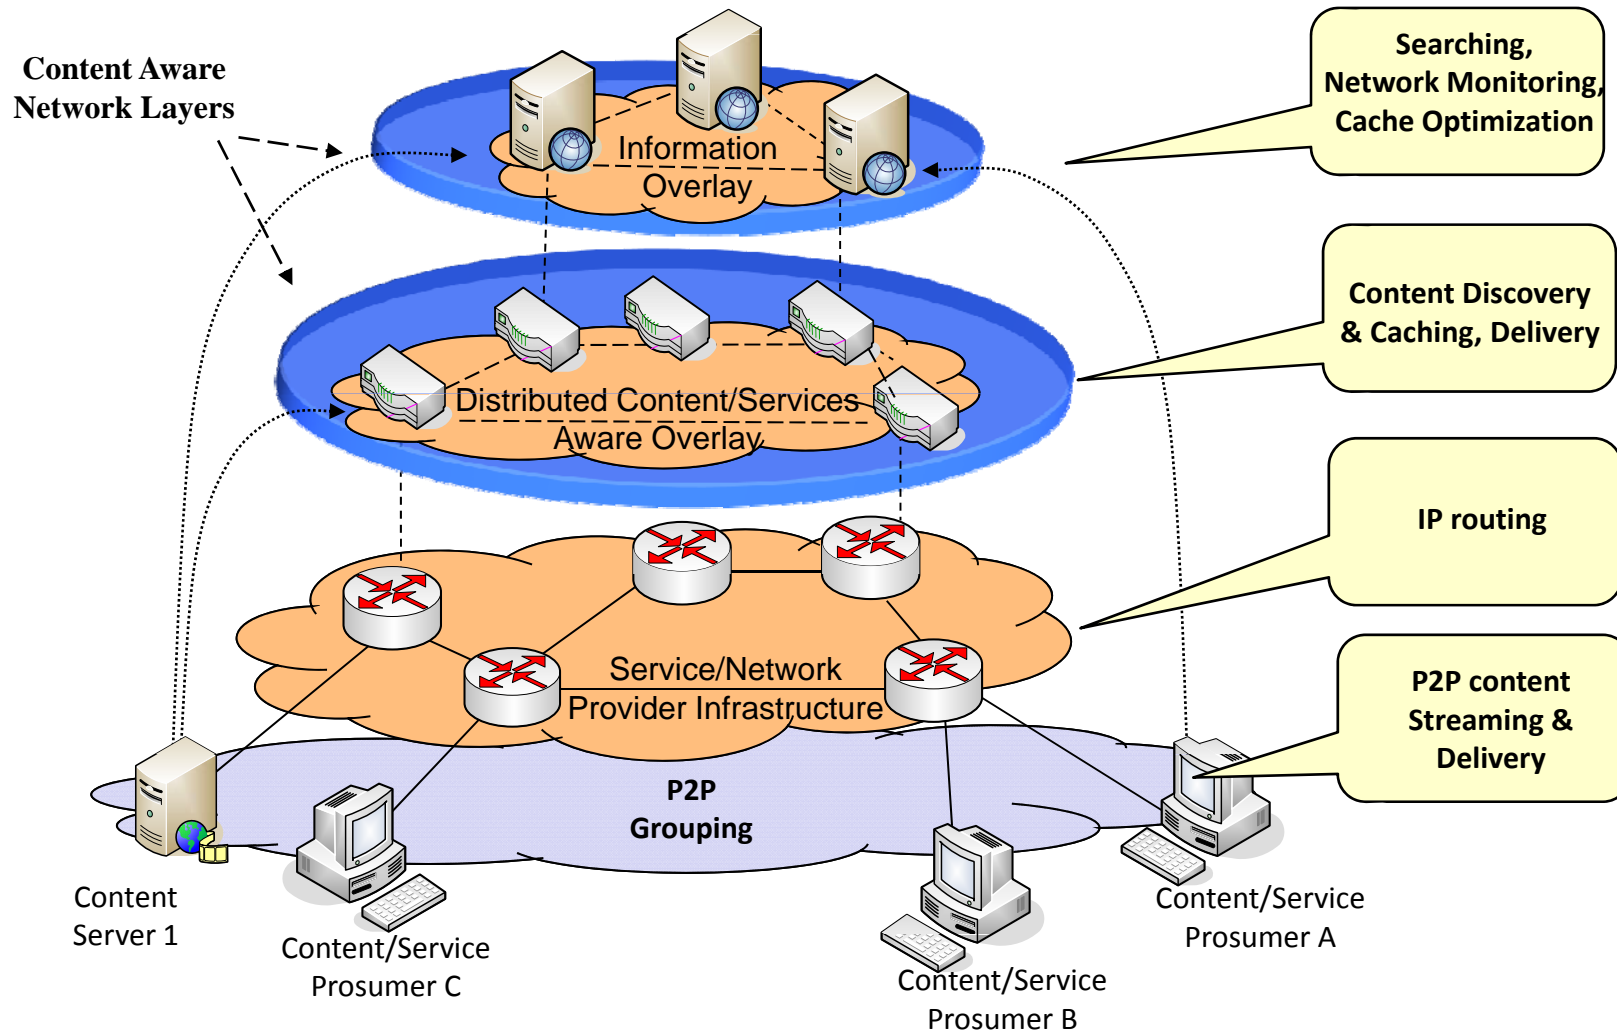 Content Aware
Network Layers
Searching,
Network Monitoring,
Cache Optimization
Information
Overlay
Content Discovery
& Caching, Delivery
Distributed Content/Services
Aware Overlay
IP routing
Service/Network
Provider Infrastructure
P2P content
Streaming &
Delivery
P2P
Grouping
Content
Server 1
Content/Service
Prosumer C
Content/Service
Prosumer B
Content/Service
Prosumer A